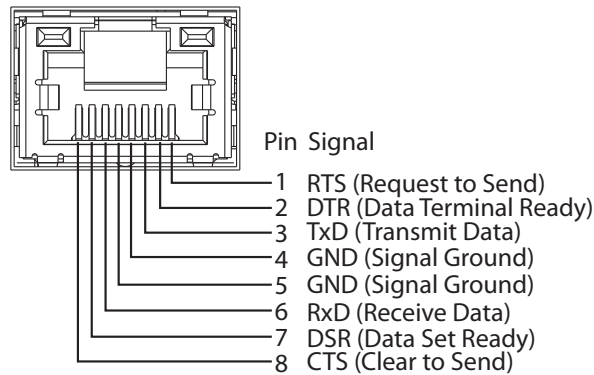 Pin Signal
1 RTS (Request to Send)
2 DTR (Data Terminal Ready)
3 TxD (Transmit Data)
4 GND (Signal Ground)
5 GND (Signal Ground)
6 RxD (Receive Data)
7 DSR (Data Set Ready)
8 CTS (Clear to Send)